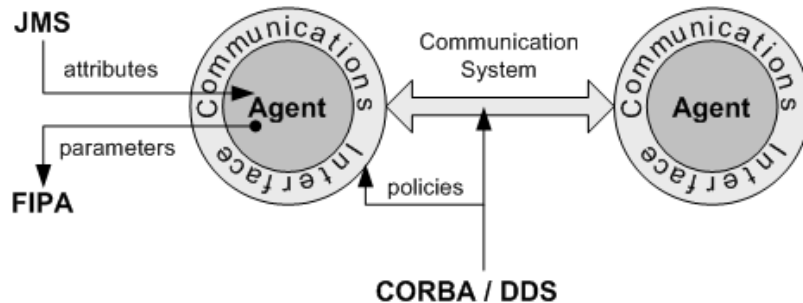 JMS
attributes
parameters
FIPA
Communications
Interface
Agent
Communication
System
policies
CORBA / DDS
Communications
Interface
Agent